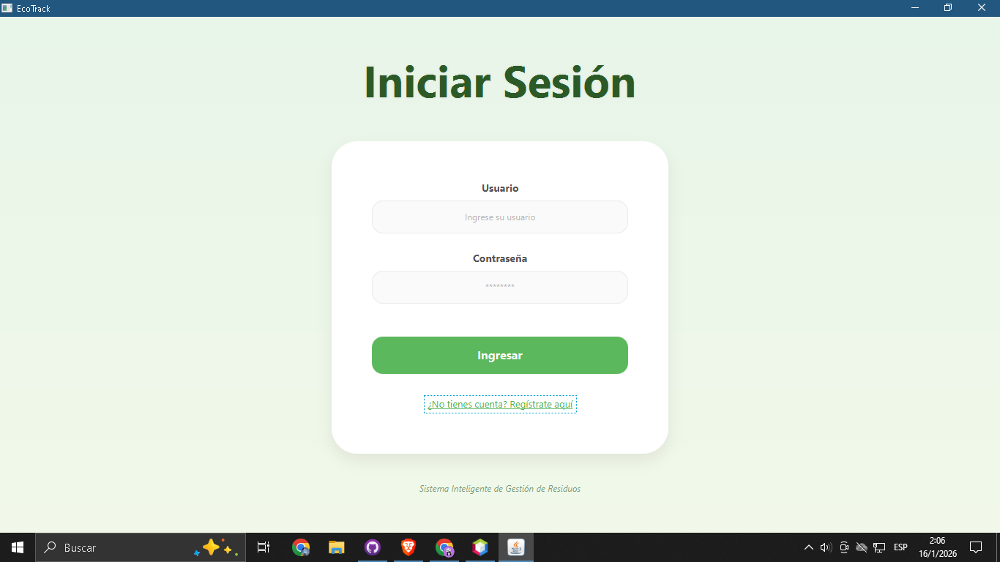 EcoTrack
Iniciar Sesión
Usuario
Ingrese su usuario
Contraseña
********
Ingresar
¿No tienes cuenta? Regístrate aquí
Sistema Inteligente de Gestión de Residuos
Buscar
ESP
2:06
16/1/2026